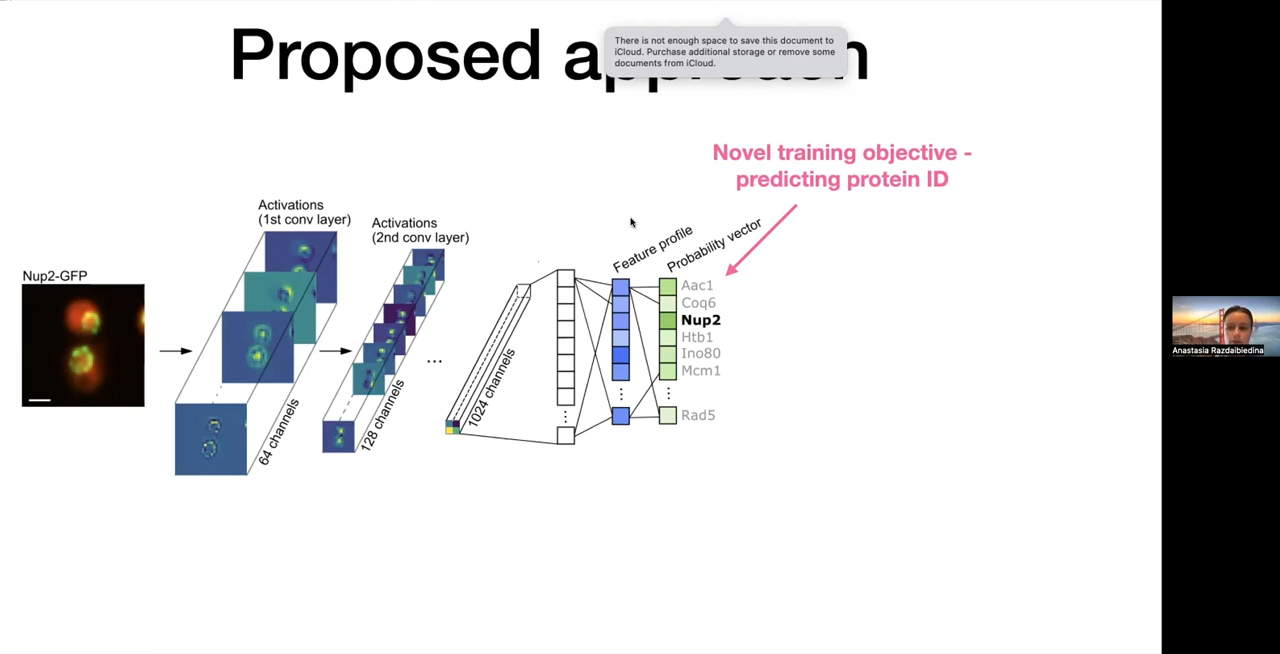 Proposed approach
There is not enough space to save this document to
iCloud. Purchase additional storage or remove some
documents from iCloud.
Novel training objective -
predicting protein ID
Activations
(1st conv layer)
Activations
(2nd conv layer)
Feature profile
Probability vector
Nup2-GFP
Aac1
Coq6
Nup2
Htb1
Ino80
Mcm1
Rad5
...
64 channels
128 channels
1024 channels
Anastasia Razdaibiedina